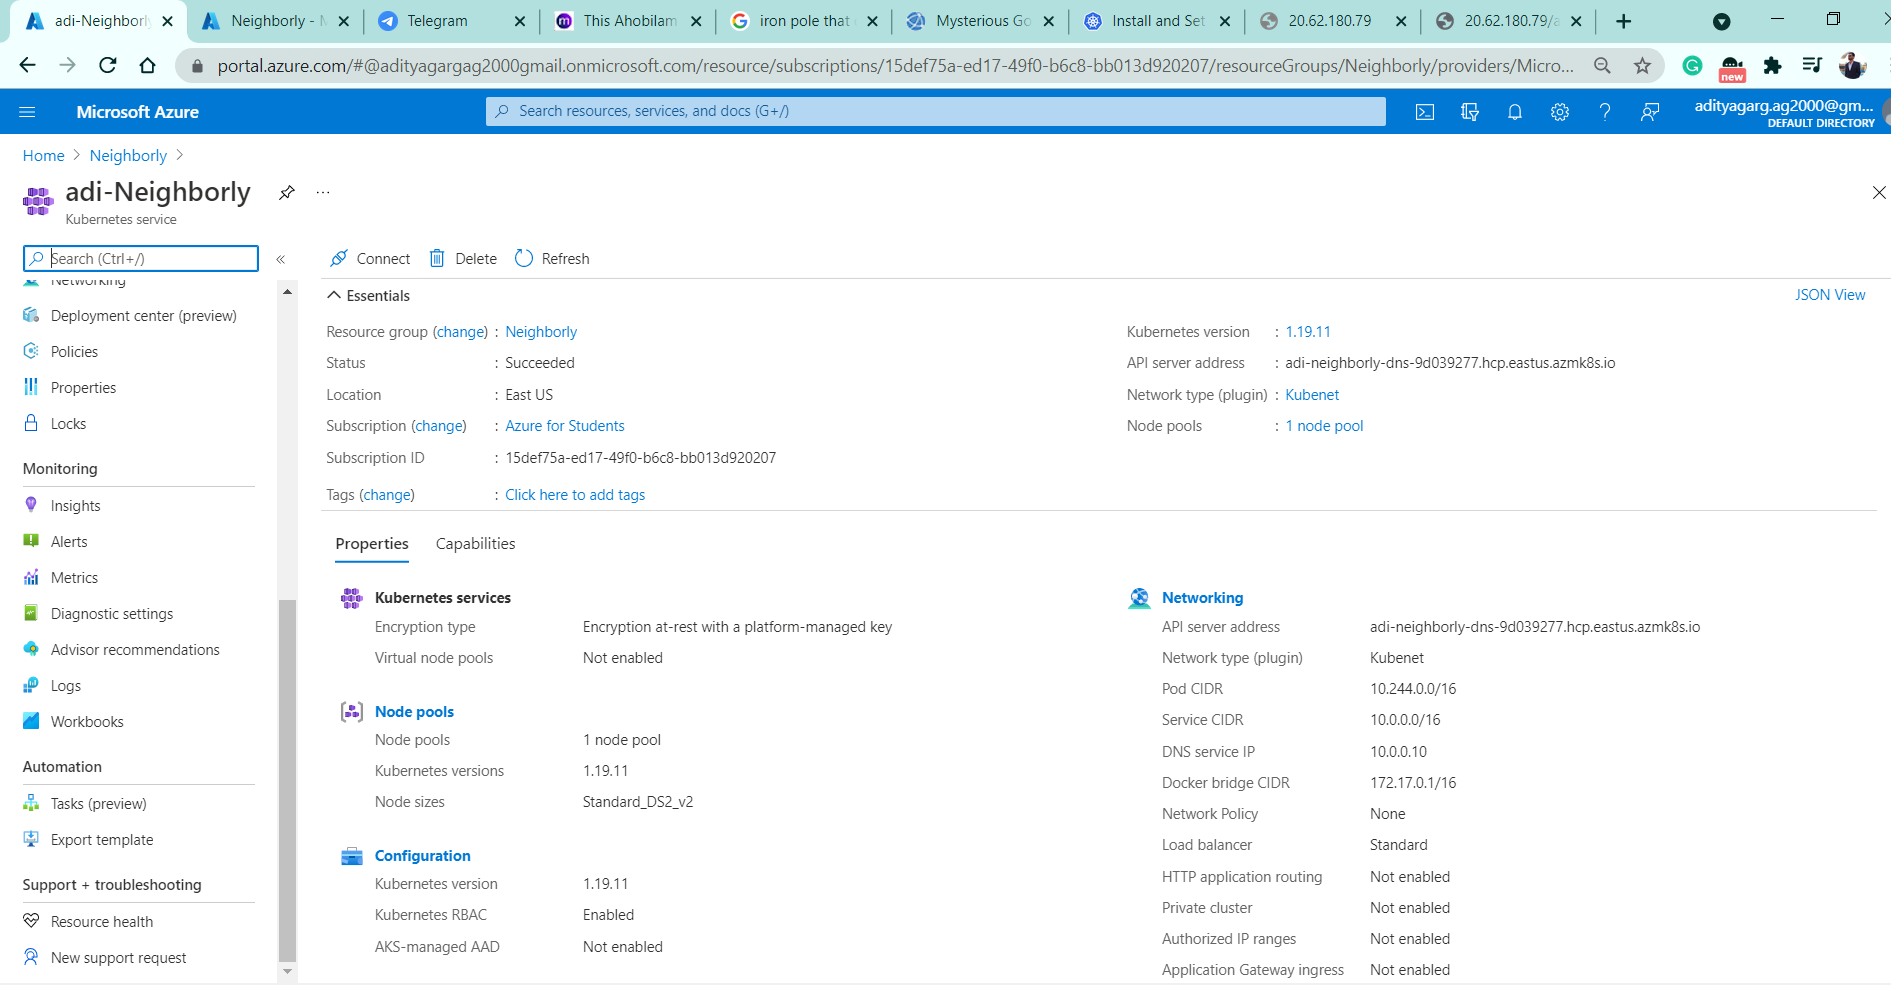 adi-Neighborly
Neighborly - M
Telegram
This Ahobilam
iron pole that
Mysterious Go
Install and Set
20.62.180.79
20.62.180.79/a
portal.azure.com/#@adityagargag2000gmail.onmicrosoft.com/resource/subscriptions/15def75a-ed17-49f0-b6c8-bb013d920207/resourceGroups/Neighborly/providers/Micro...
new
Microsoft Azure
Search resources, services, and docs (G+/)
adityagarg.ag2000@gm...
DEFAULT DIRECTORY
Home > Neighborly >
adi-Neighborly
...
Kubernetes service
Search (Ctrl+/)
«
Connect
Delete
Refresh
Networking
Deployment center (preview)
Policies
Properties
Locks
Monitoring
Insights
Alerts
Metrics
Diagnostic settings
Advisor recommendations
Logs
Workbooks
Automation
Tasks (preview)
Export template
Support + troubleshooting
Resource health
New support request
Essentials
JSON View
Resource group (change) : Neighborly
Status : Succeeded
Location : East US
Subscription (change) : Azure for Students
Subscription ID : 15def75a-ed17-49f0-b6c8-bb013d920207
Tags (change) : Click here to add tags
Kubernetes version : 1.19.11
API server address : adi-neighborly-dns-9d039277.hcp.eastus.azmk8s.io
Network type (plugin) : Kubenet
Node pools : 1 node pool
Properties
Capabilities
Kubernetes services
Encryption type Encryption at-rest with a platform-managed key
Virtual node pools Not enabled
Node pools
Node pools 1 node pool
Kubernetes versions 1.19.11
Node sizes Standard_DS2_v2
Configuration
Kubernetes version 1.19.11
Kubernetes RBAC Enabled
AKS-managed AAD Not enabled
Networking
API server address adi-neighborly-dns-9d039277.hcp.eastus.azmk8s.io
Network type (plugin) Kubenet
Pod CIDR 10.244.0.0/16
Service CIDR 10.0.0.0/16
DNS service IP 10.0.0.10
Docker bridge CIDR 172.17.0.1/16
Network Policy None
Load balancer Standard
HTTP application routing Not enabled
Private cluster Not enabled
Authorized IP ranges Not enabled
Application Gateway ingress Not enabled